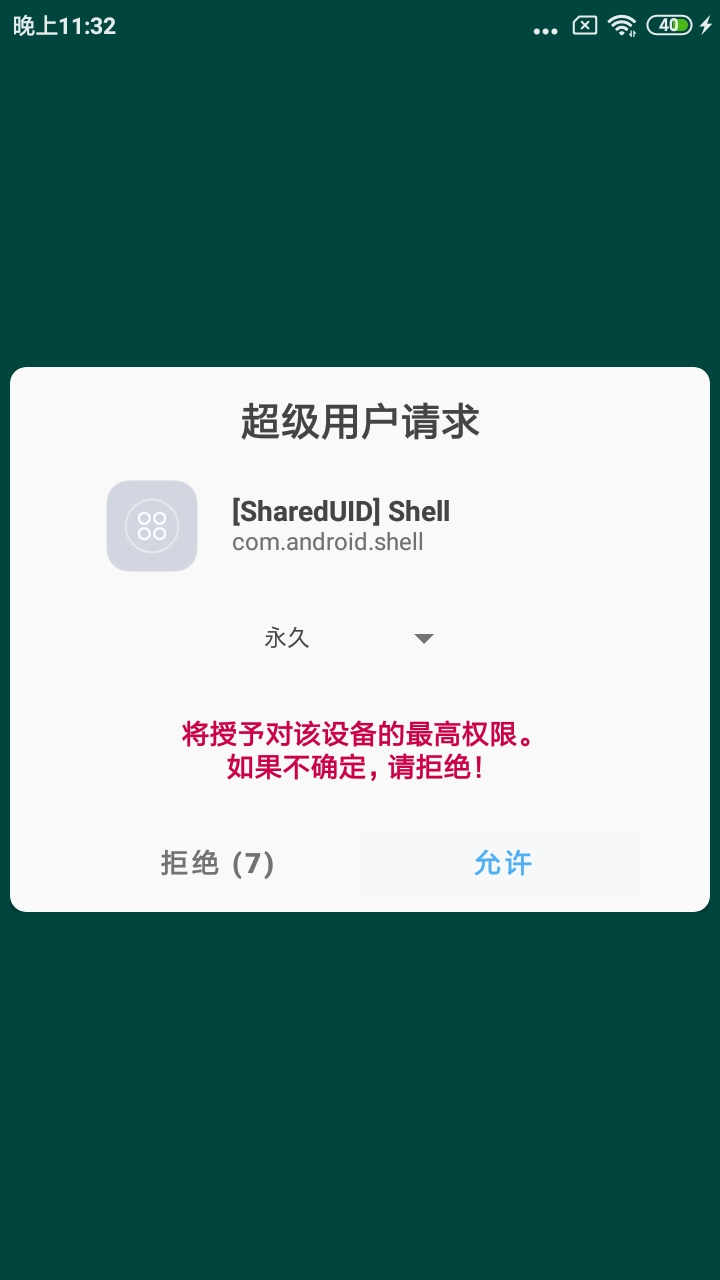 晚上11:32
40
超级用户请求
[SharedUID] Shell
com.android.shell
永久
将授予对该设备的最高权限。
如果不确定,请拒绝!
拒绝 (7)
允许